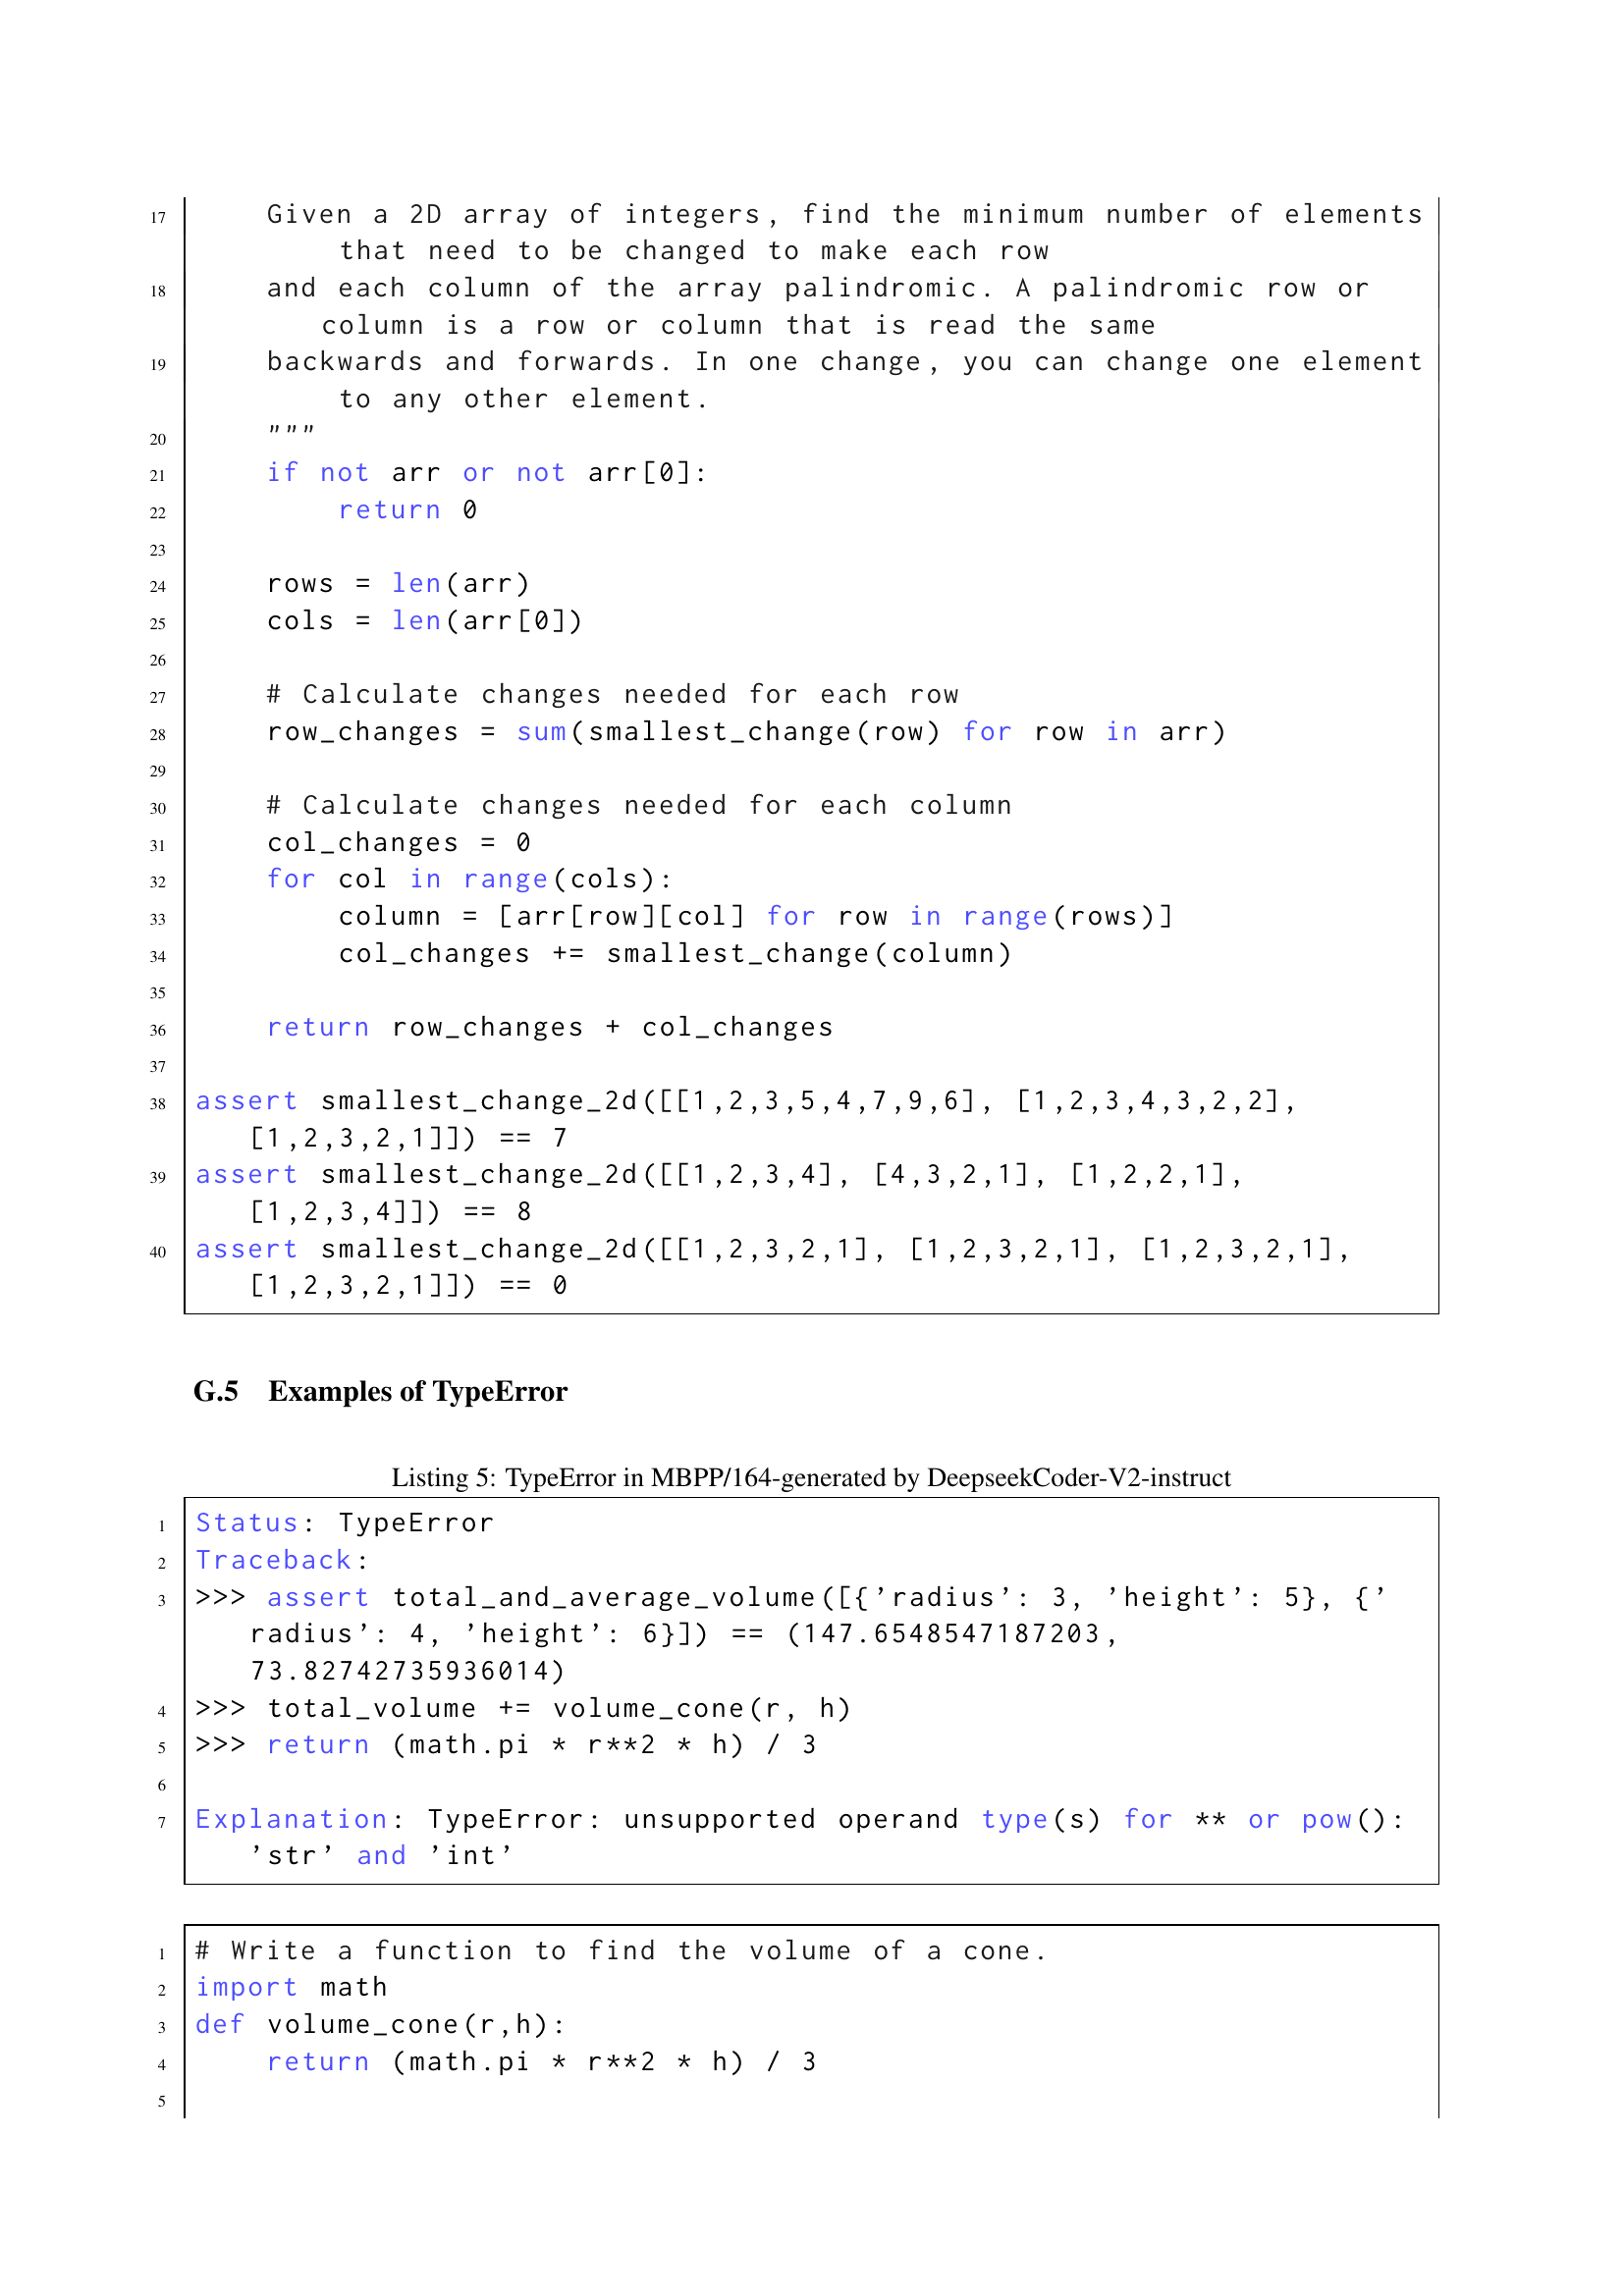 17 Given a 2D array of integers, find the minimum number of elements
that need to be changed to make each row
18 and each column of the array palindromic. A palindromic row or
column is a row or column that is read the same
19 backwards and forwards. In one change, you can change one element
to any other element.
20 """
21 if not arr or not arr[0]:
22 return 0
23
24 rows = len(arr)
25 cols = len(arr[0])
26
27 # Calculate changes needed for each row
28 row_changes = sum(smallest_change(row) for row in arr)
29
30 # Calculate changes needed for each column
31 col_changes = 0
32 for col in range(cols):
33 column = [arr[row][col] for row in range(rows)]
34 col_changes += smallest_change(column)
35
36 return row_changes + col_changes
37
38 assert smallest_change_2d([[1,2,3,5,4,7,9,6], [1,2,3,4,3,2,2],
[1,2,3,2,1]]) == 7
39 assert smallest_change_2d([[1,2,3,4], [4,3,2,1], [1,2,2,1],
[1,2,3,4]]) == 8
40 assert smallest_change_2d([[1,2,3,2,1], [1,2,3,2,1], [1,2,3,2,1],
[1,2,3,2,1]]) == 0
G.5 Examples of TypeError
Listing 5: TypeError in MBPP/164-generated by DeepseekCoder-V2-instruct
1 Status: TypeError
2 Traceback:
3 >>> assert total_and_average_volume([{'radius': 3, 'height': 5}, {'
radius': 4, 'height': 6}]) == (147.6548547187203,
73.82742735936014)
4 >>> total_volume += volume_cone(r, h)
5 >>> return (math.pi * r**2 * h) / 3
6
7 Explanation: TypeError: unsupported operand type(s) for ** or pow():
'str' and 'int'
1 # Write a function to find the volume of a cone.
2 import math
3 def volume_cone(r,h):
4 return (math.pi * r**2 * h) / 3
5